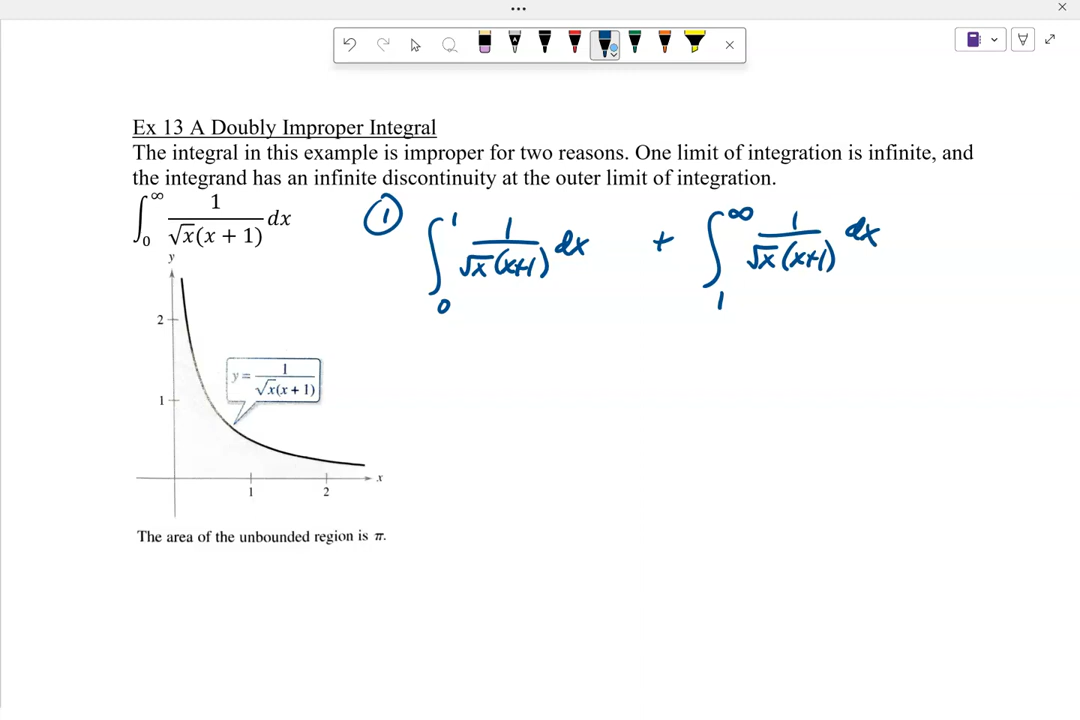 Ex 13 A Doubly Improper Integral
The integral in this example is improper for two reasons. One limit of integration is infinite, and
the integrand has an infinite discontinuity at the outer limit of integration.
∫₀^∞ 1/(√x(x + 1)) dx
① ∫₀¹ 1/(√x(x+1)) dx + ∫₁^∞ 1/(√x(x+1)) dx
y
2
y = 1/(√x(x + 1))
1
x
1 2
The area of the unbounded region is π.